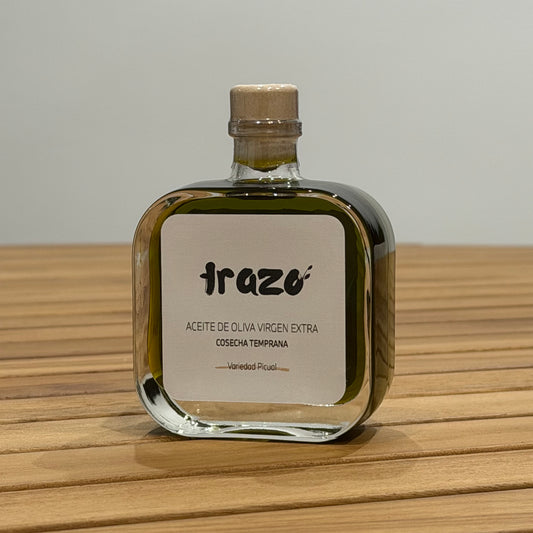 trazo
ACEITE DE OLIVA VIRGEN EXTRA
COSECHA TEMPRANA
Variedad Picual